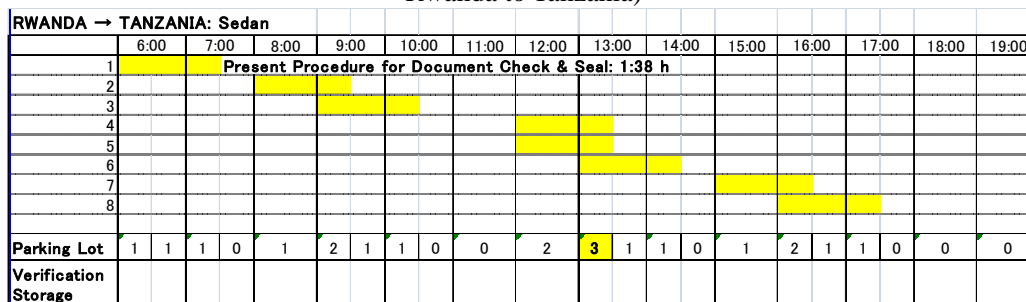 Rwanda to Tanzania)
RWANDA → TANZANIA: Sedan
6:00 7:00 8:00 9:00 10:00 11:00 12:00 13:00 14:00 15:00 16:00 17:00 18:00 19:00
1 Present Procedure for Document Check & Seal: 1:38 h
2
3
4
5
6
7
8
Parking Lot 1 1 1 0 1 2 1 1 0 0 2 3 1 1 0 1 2 1 1 0 0 0
Verification
Storage